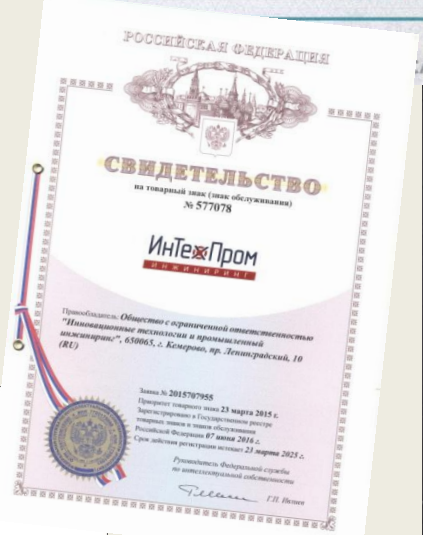 РОССИЙСКАЯ ФЕДЕРАЦИЯ
СВИДЕТЕЛЬСТВО
на товарный знак (знак обслуживания)
№ 577078
ИнТехПром
ИНЖИНИРИНГ
Правообладатель: Общество с ограниченной ответственностью
"Инновационные технологии и промышленный
инжиниринг", 650065, г. Кемерово, пр. Ленинградский, 10
(RU)
Заявка № 2015707955
Приоритет товарного знака 23 марта 2015 г.
Зарегистрировано в Государственном реестре
товарных знаков и знаков обслуживания
Российской Федерации 07 июня 2016 г.
Срок действия регистрации истекает 23 марта 2025 г.
Руководитель Федеральной службы
по интеллектуальной собственности
Г.П. Ивлиев